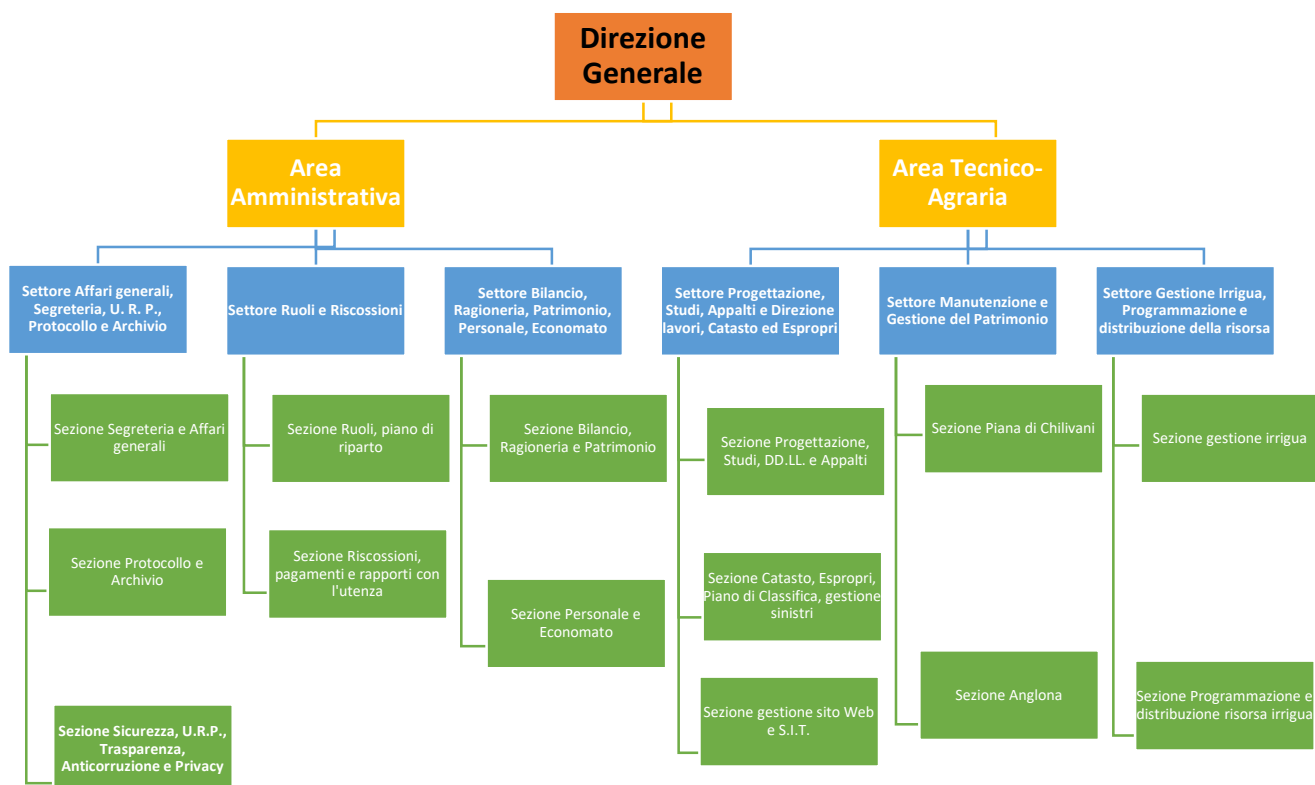 Direzione
Generale
Area
Amministrativa
Area Tecnico-
Agraria
Settore Affari generali,
Segreteria, U. R. P.,
Protocollo e Archivio
Settore Ruoli e Riscossioni
Settore Bilancio,
Ragioneria, Patrimonio,
Personale, Economato
Settore Progettazione,
Studi, Appalti e Direzione
lavori, Catasto ed Espropri
Settore Manutenzione e
Gestione del Patrimonio
Settore Gestione Irrigua,
Programmazione e
distribuzione della risorsa
Sezione Segreteria e Affari
generali
Sezione Ruoli, piano di
riparto
Sezione Bilancio,
Ragioneria e Patrimonio
Sezione Progettazione,
Studi, DD.LL. e Appalti
Sezione Piana di Chilivani
Sezione gestione irrigua
Sezione Protocollo e
Archivio
Sezione Riscossioni,
pagamenti e rapporti con
l'utenza
Sezione Personale e
Economato
Sezione Catasto, Espropri,
Piano di Classifica, gestione
sinistri
Sezione Anglona
Sezione Programmazione e
distribuzione risorsa irrigua
Sezione Sicurezza, U.R.P.,
Trasparenza,
Anticorruzione e Privacy
Sezione gestione sito Web
e S.I.T.